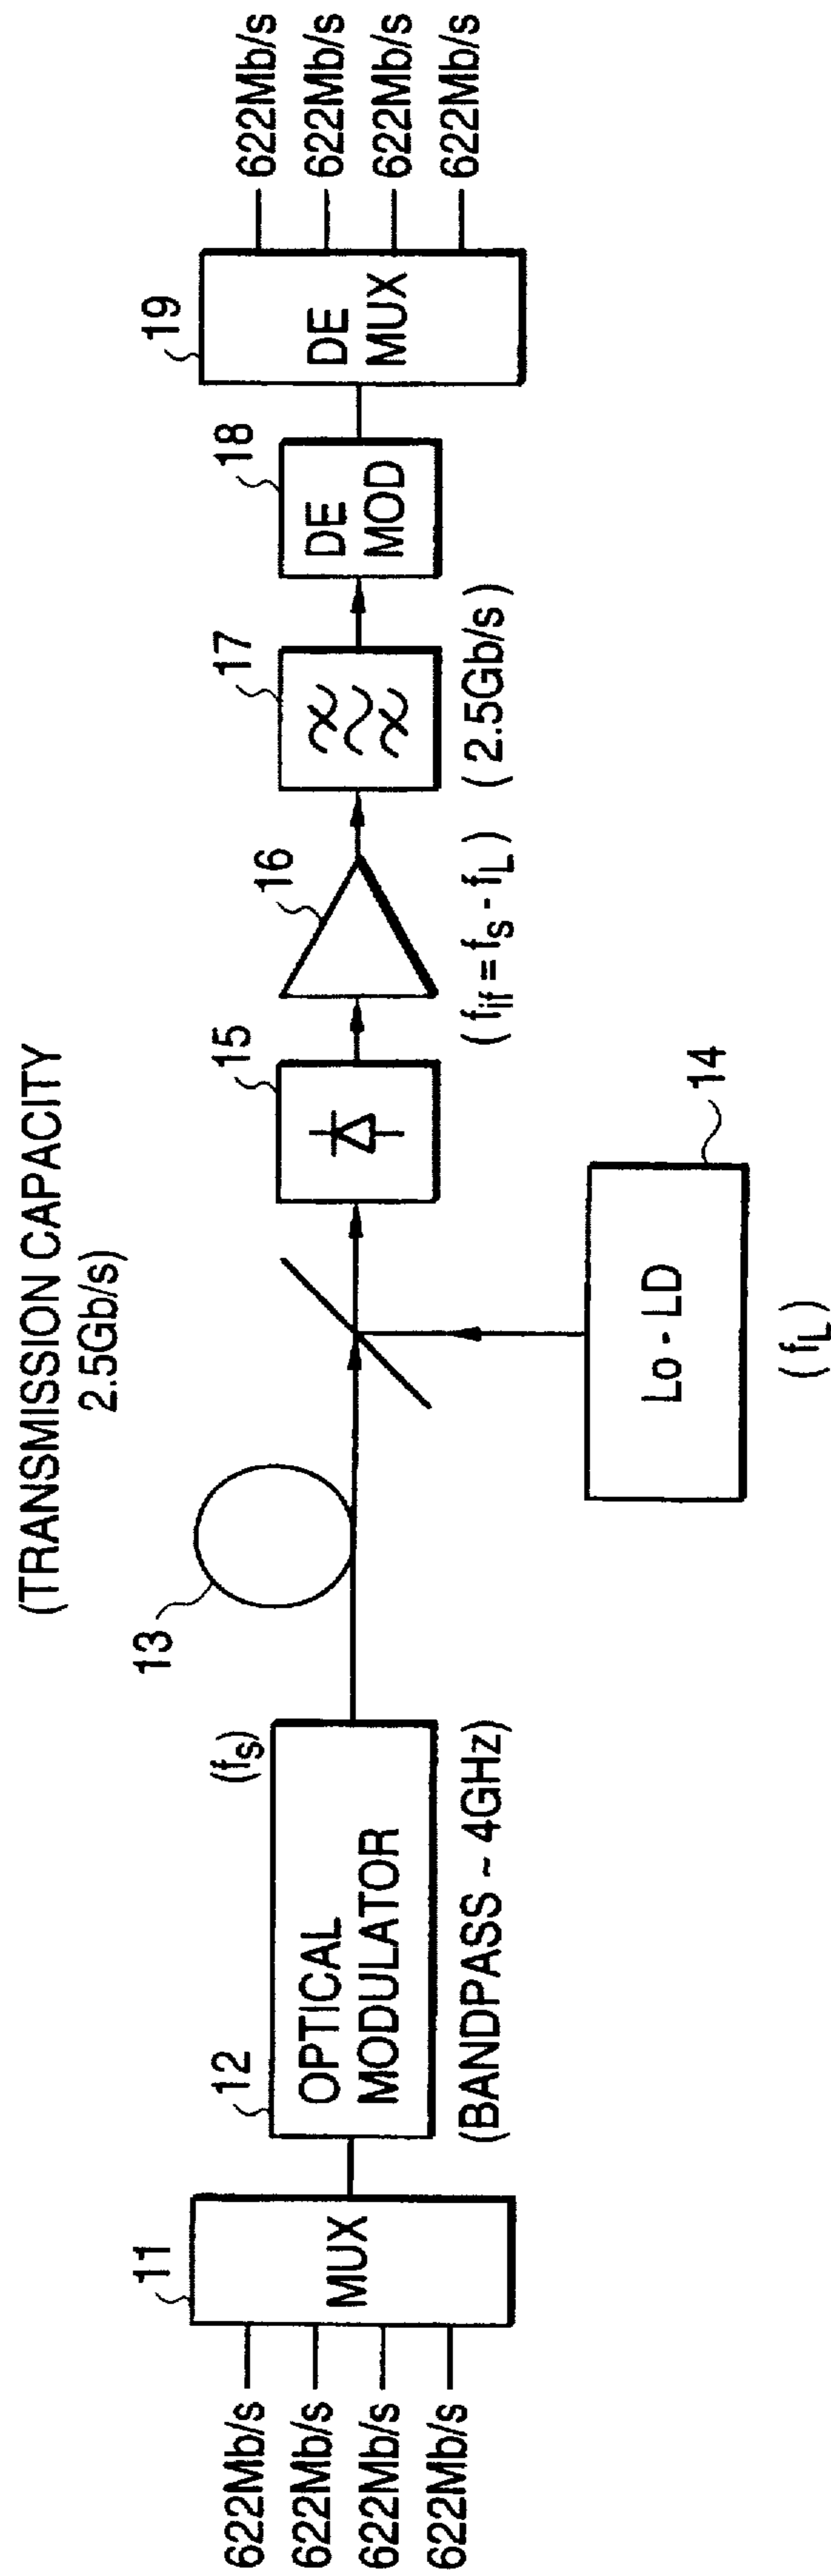 (TRANSMISSION CAPACITY
2.5Gb/s)
622Mb/s
622Mb/s
622Mb/s
622Mb/s
11
MUX
12
(fs)
OPTICAL
MODULATOR
(BANDPASS ~ 4GHz)
13
14
Lo - LD
( fL )
15
16
( fif = fs - fL )
17
( 2.5Gb/s )
18
DE
MOD
19
DE
MUX
622Mb/s
622Mb/s
622Mb/s
622Mb/s